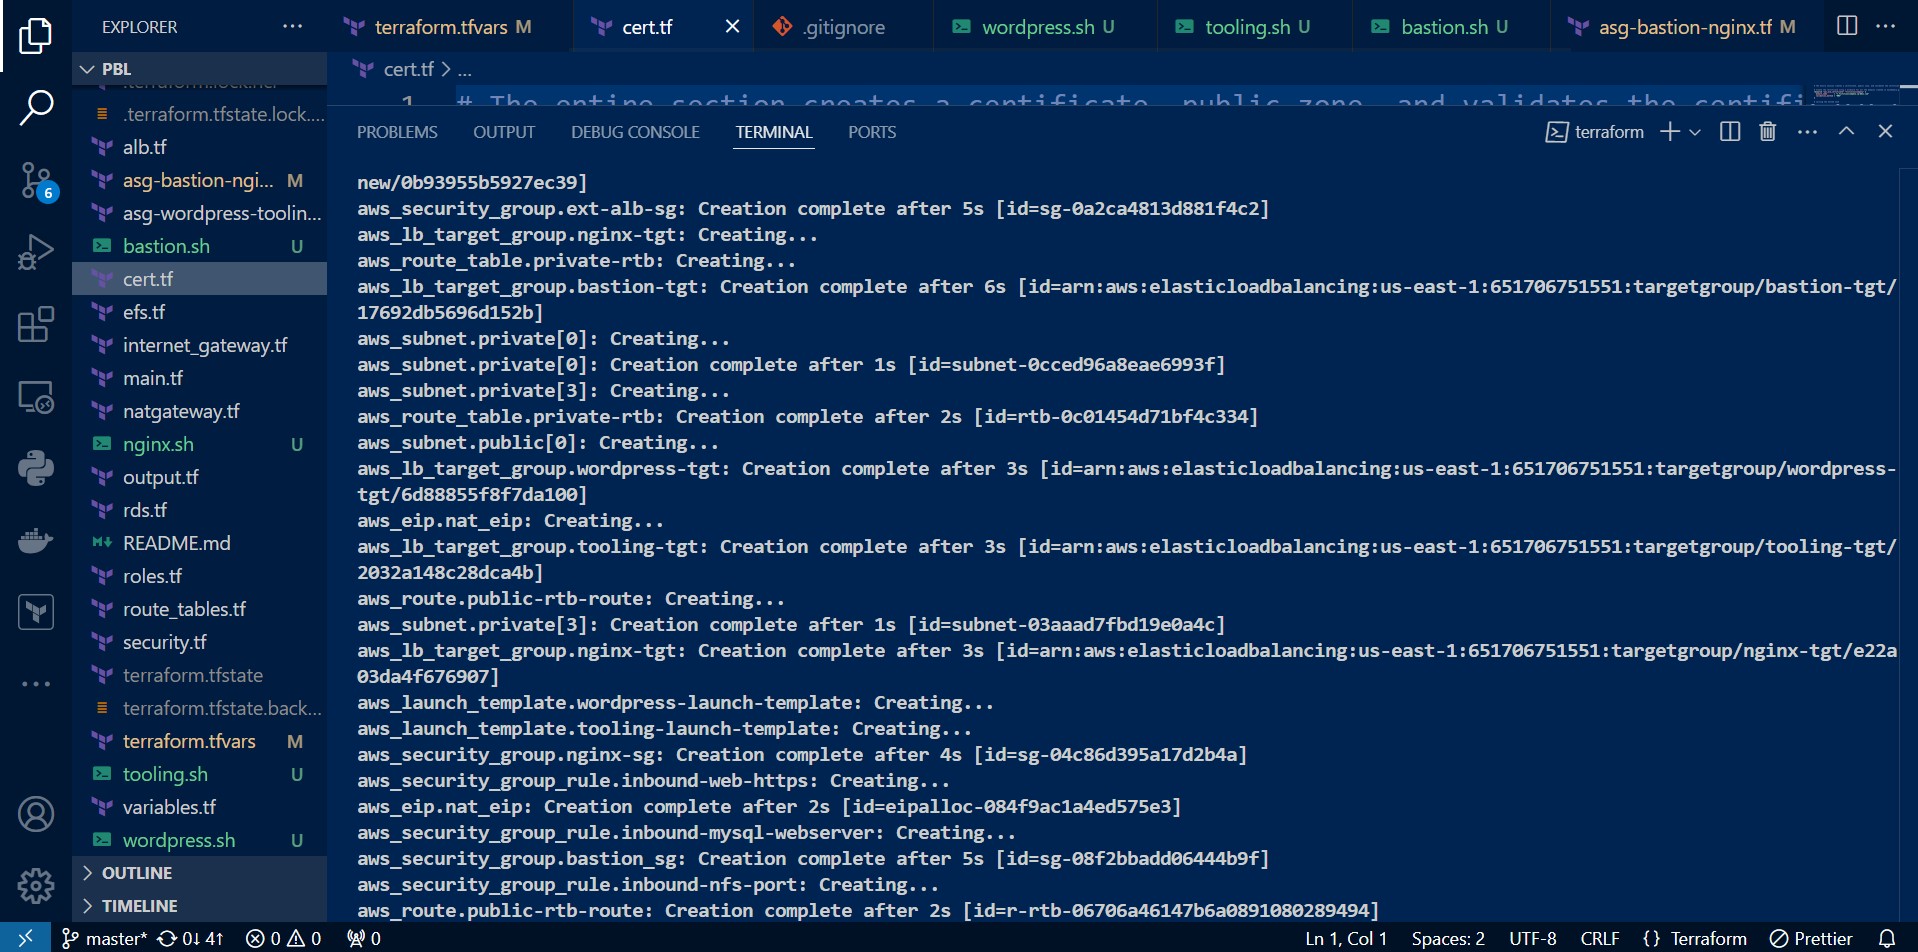 EXPLORER
terraform.tfvars M
cert.tf
.gitignore
wordpress.sh U
tooling.sh U
bastion.sh U
asg-bastion-nginx.tf M
PBL
.terraform.lock.hcl
.terraform.tfstate.lock....
alb.tf
asg-bastion-ngi... M
asg-wordpress-toolin...
bastion.sh U
cert.tf
efs.tf
internet_gateway.tf
main.tf
natgateway.tf
nginx.sh U
output.tf
rds.tf
README.md
roles.tf
route_tables.tf
security.tf
terraform.tfstate
terraform.tfstate.back...
terraform.tfvars M
tooling.sh U
variables.tf
wordpress.sh U
OUTLINE
TIMELINE
6
cert.tf > ...
1 # The entire section creates a certificate, public zone, and validates the certifi
PROBLEMS OUTPUT DEBUG CONSOLE TERMINAL PORTS
terraform
new/0b93955b5927ec39]
aws_security_group.ext-alb-sg: Creation complete after 5s [id=sg-0a2ca4813d881f4c2]
aws_lb_target_group.nginx-tgt: Creating...
aws_route_table.private-rtb: Creating...
aws_lb_target_group.bastion-tgt: Creation complete after 6s [id=arn:aws:elasticloadbalancing:us-east-1:651706751551:targetgroup/bastion-tgt/
17692db5696d152b]
aws_subnet.private[0]: Creating...
aws_subnet.private[0]: Creation complete after 1s [id=subnet-0cced96a8eae6993f]
aws_subnet.private[3]: Creating...
aws_route_table.private-rtb: Creation complete after 2s [id=rtb-0c01454d71bf4c334]
aws_subnet.public[0]: Creating...
aws_lb_target_group.wordpress-tgt: Creation complete after 3s [id=arn:aws:elasticloadbalancing:us-east-1:651706751551:targetgroup/wordpress-
tgt/6d88855f8f7da100]
aws_eip.nat_eip: Creating...
aws_lb_target_group.tooling-tgt: Creation complete after 3s [id=arn:aws:elasticloadbalancing:us-east-1:651706751551:targetgroup/tooling-tgt/
2032a148c28dca4b]
aws_route.public-rtb-route: Creating...
aws_subnet.private[3]: Creation complete after 1s [id=subnet-03aaad7fbd19e0a4c]
aws_lb_target_group.nginx-tgt: Creation complete after 3s [id=arn:aws:elasticloadbalancing:us-east-1:651706751551:targetgroup/nginx-tgt/e22a
03da4f676907]
aws_launch_template.wordpress-launch-template: Creating...
aws_launch_template.tooling-launch-template: Creating...
aws_security_group.nginx-sg: Creation complete after 4s [id=sg-04c86d395a17d2b4a]
aws_security_group_rule.inbound-web-https: Creating...
aws_eip.nat_eip: Creation complete after 2s [id=eipalloc-084f9ac1a4ed575e3]
aws_security_group_rule.inbound-mysql-webserver: Creating...
aws_security_group.bastion_sg: Creation complete after 5s [id=sg-08f2bbadd06444b9f]
aws_security_group_rule.inbound-nfs-port: Creating...
aws_route.public-rtb-route: Creation complete after 2s [id=r-rtb-06706a46147b6a0891080289494]
master* 0↓ 4↑ 0 0 0
Ln 1, Col 1 Spaces: 2 UTF-8 CRLF {} Terraform Prettier